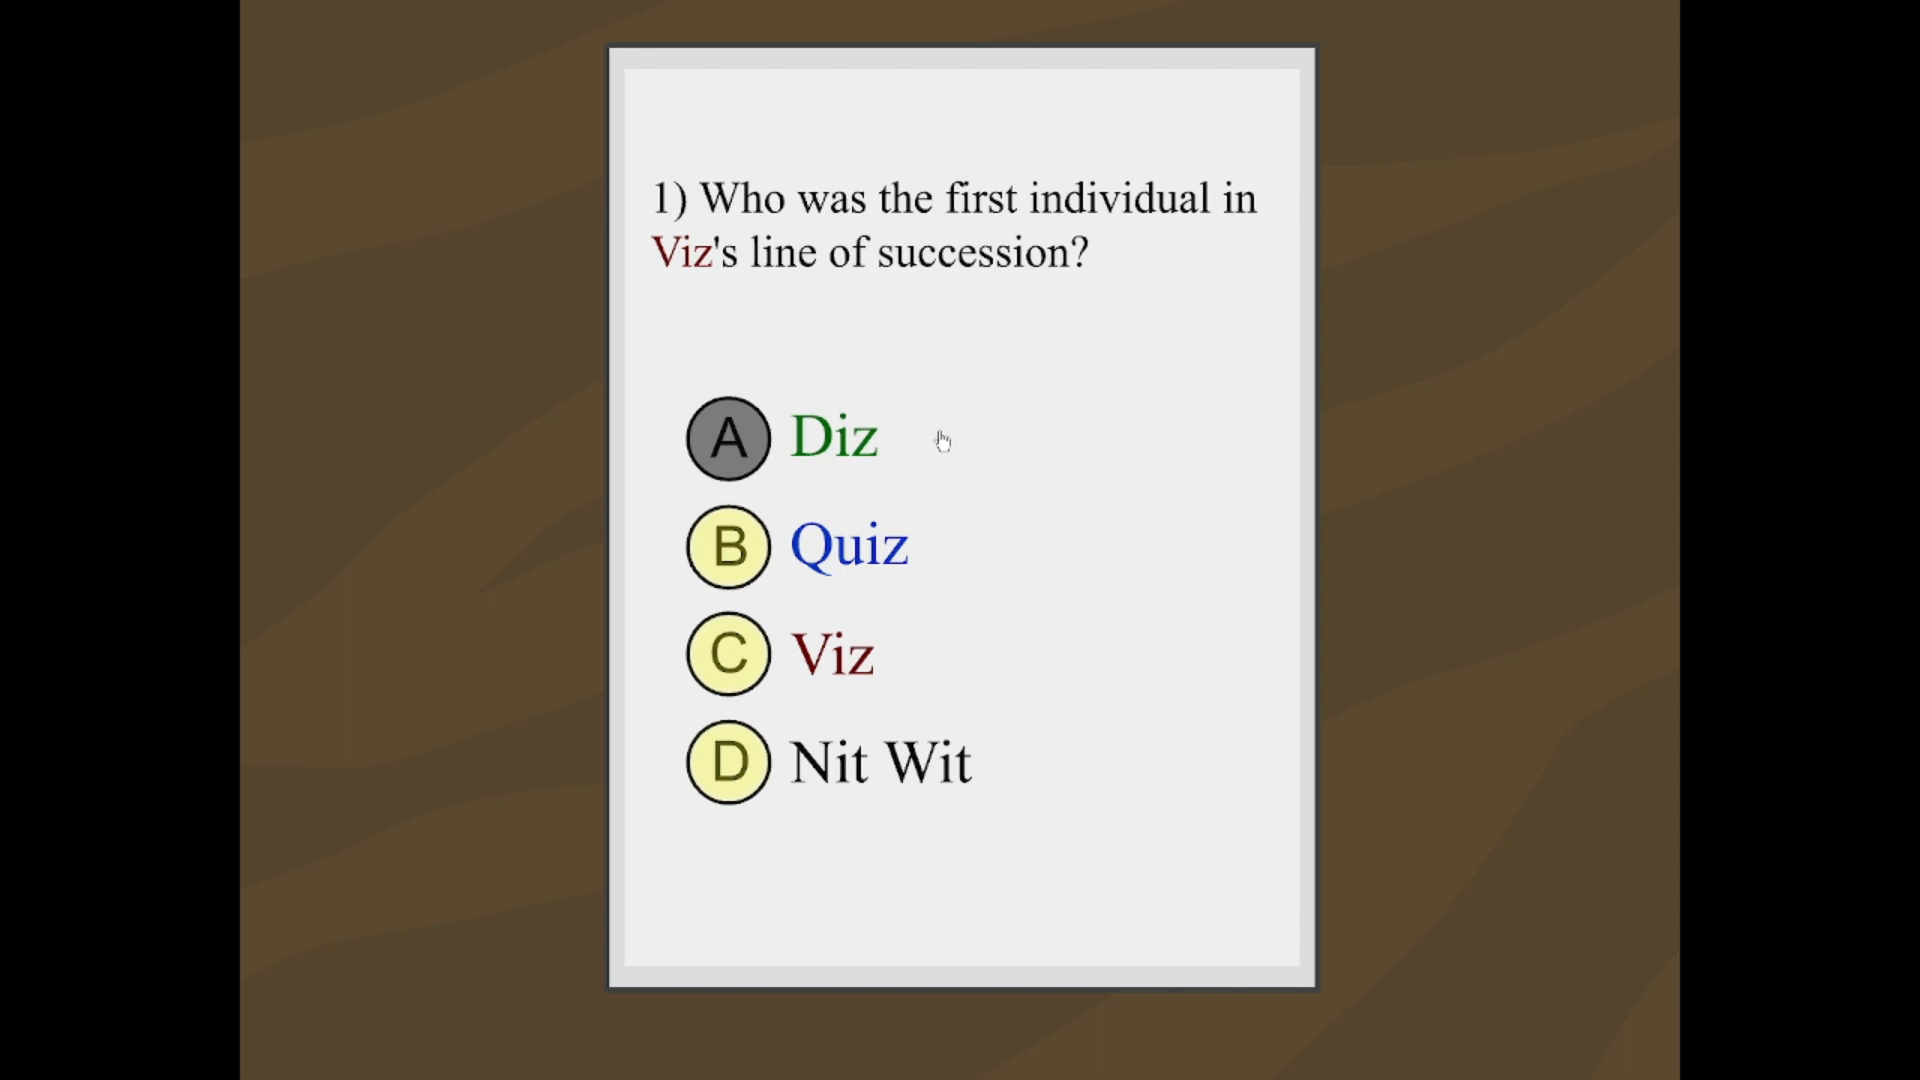 1) Who was the first individual in
Viz's line of succession?
A Diz
B Quiz
C Viz
D Nit Wit